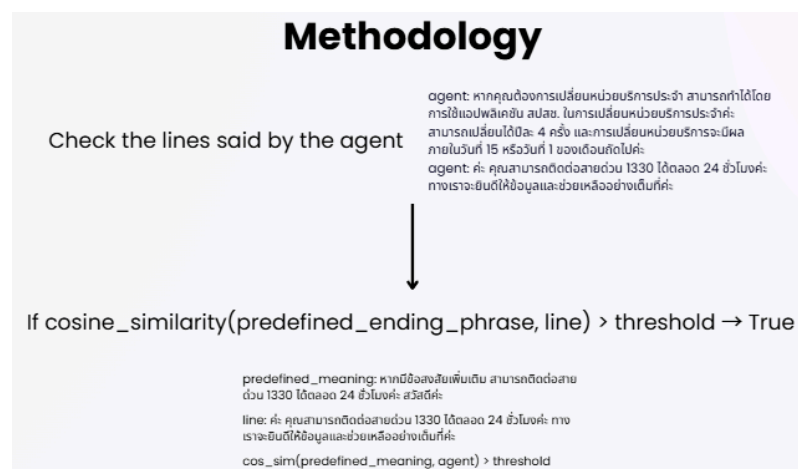 Methodology
Check the lines said by the agent
agent: หากคุณต้องการเปลี่ยนหน่วยบริการประจำ สามารถทำได้โดย
การใช้แอปพลิเคชัน สปสช. ในการเปลี่ยนหน่วยบริการประจำค่ะ
สามารถเปลี่ยนได้ปีละ 4 ครั้ง และการเปลี่ยนหน่วยบริการจะมีผล
ภายในวันที่ 15 หรือวันที่ 1 ของเดือนถัดไปค่ะ
agent: ค่ะ คุณสามารถติดต่อสายด่วน 1330 ได้ตลอด 24 ชั่วโมงค่ะ
ทางเราจะยินดีให้ข้อมูลและช่วยเหลืออย่างเต็มที่ค่ะ
If cosine_similarity(predefined_ending_phrase, line) > threshold → True
predefined_meaning: หากมีข้อสงสัยเพิ่มเติม สามารถติดต่อสาย
ด่วน 1330 ได้ตลอด 24 ชั่วโมงค่ะ สวัสดีค่ะ
line: ค่ะ คุณสามารถติดต่อสายด่วน 1330 ได้ตลอด 24 ชั่วโมงค่ะ ทาง
เราจะยินดีให้ข้อมูลและช่วยเหลืออย่างเต็มที่ค่ะ
cos_sim(predefined_meaning, agent) > threshold